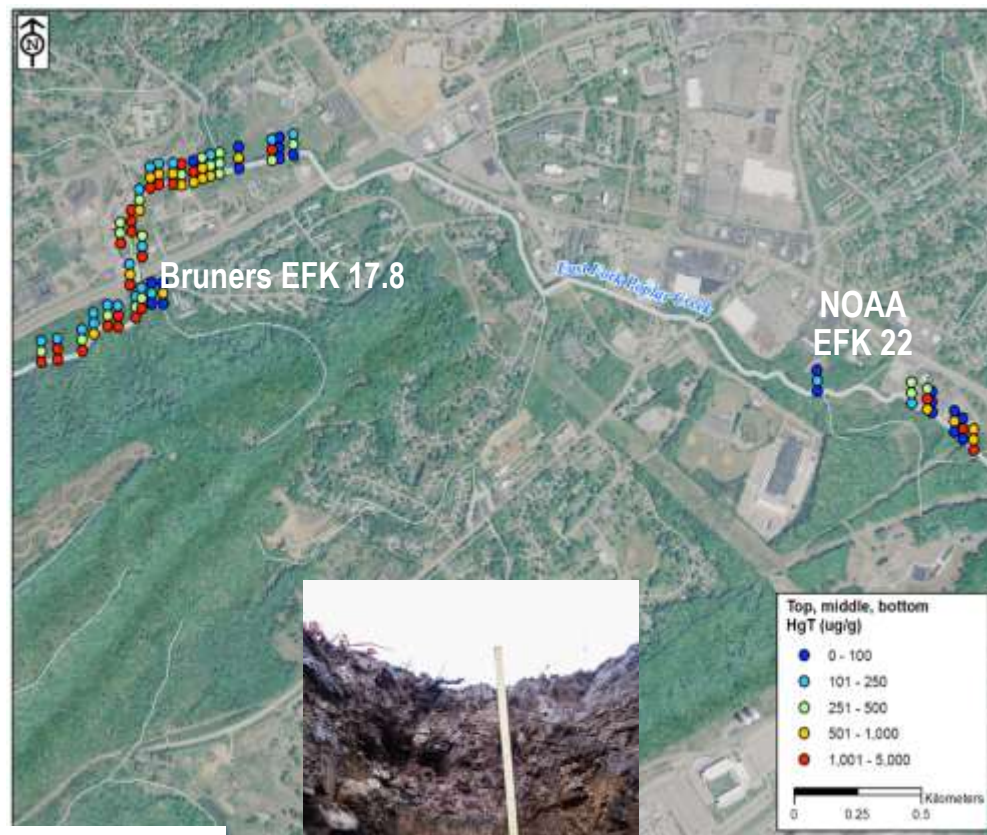 N
Bruners EFK 17.8
East Fork Poplar Creek
NOAA
EFK 22
Top, middle, bottom
HgT (ug/g)
0 - 100
101 - 250
251 - 500
501 - 1,000
1,001 - 5,000
Kilometers
0 0.25 0.5